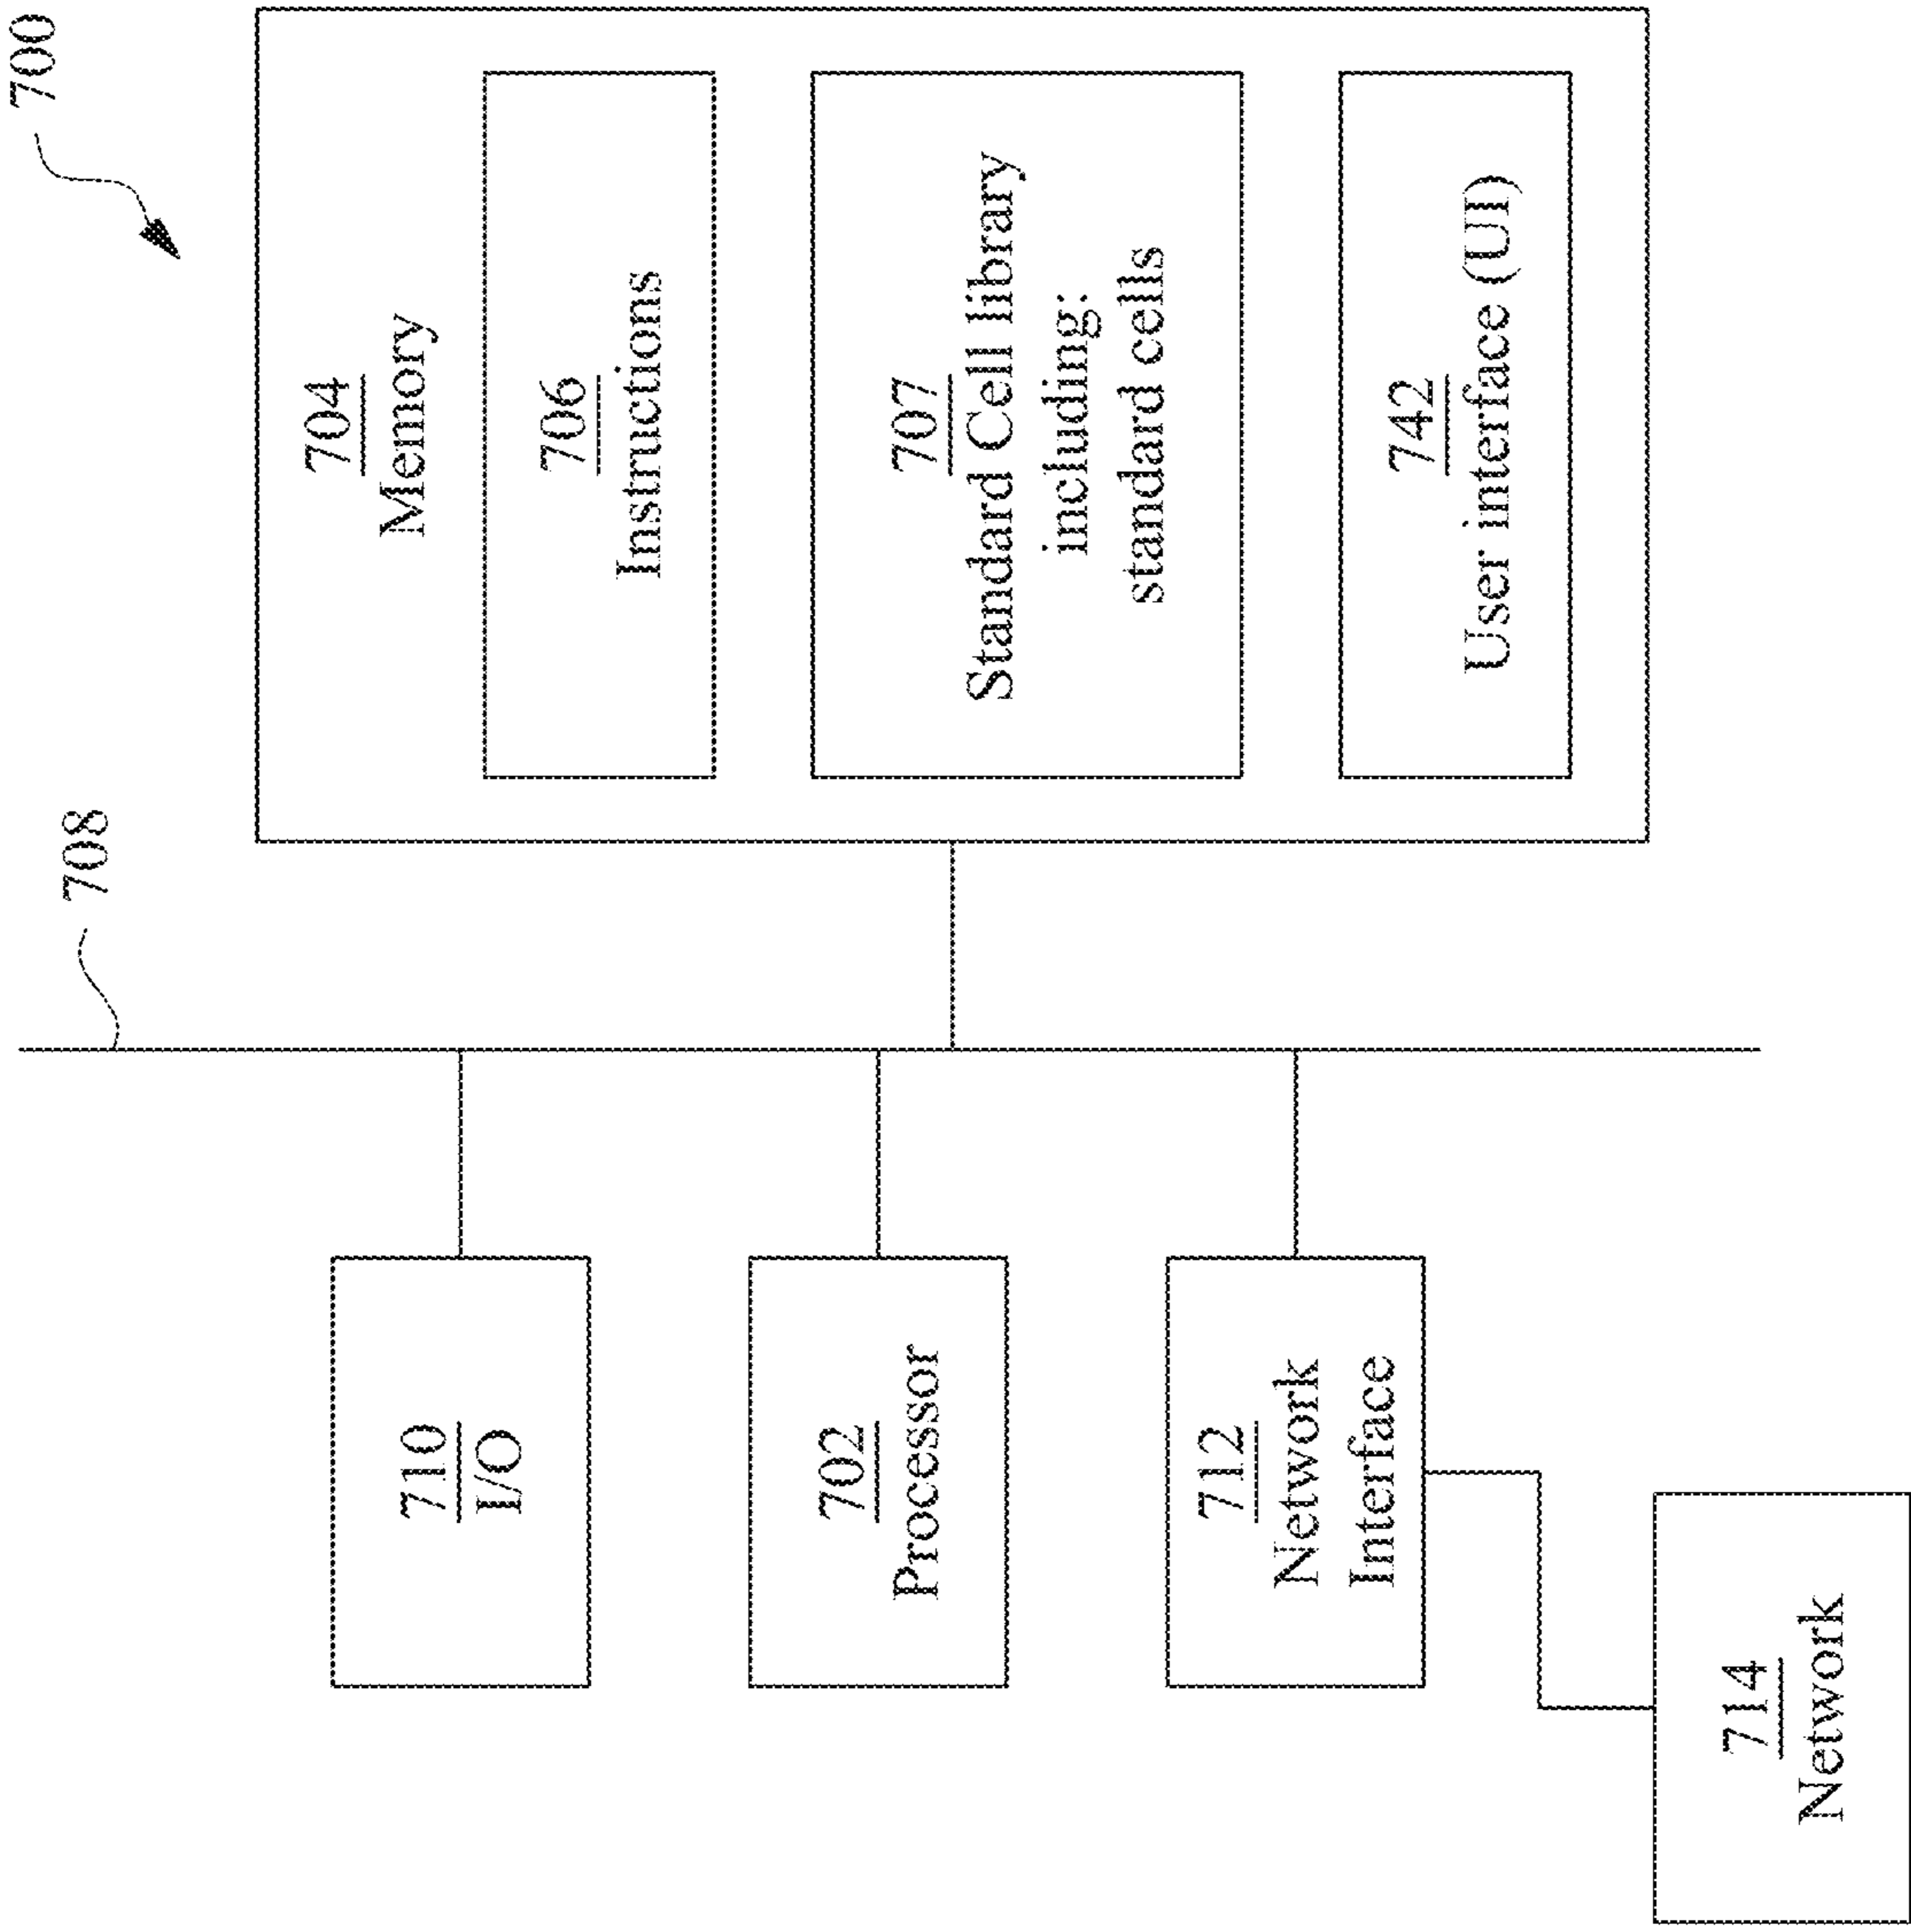 700
708
710
I/O
702
Processor
712
Network
Interface
714
Network
704
Memory
706
Instructions
707
Standard Cell library
including:
standard cells
742
User interface (UI)